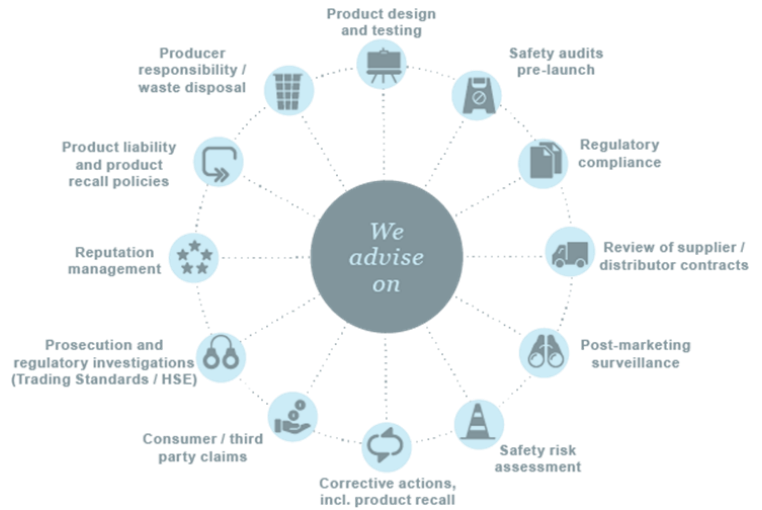 Product design
and testing
Safety audits
pre-launch
Regulatory
compliance
Review of supplier /
distributor contracts
Post-marketing
surveillance
Safety risk
assessment
Corrective actions,
incl. product recall
Consumer / third
party claims
Prosecution and
regulatory investigations
(Trading Standards / HSE)
Reputation
management
Product liability
and product
recall policies
Producer
responsibility /
waste disposal
We
advise
on